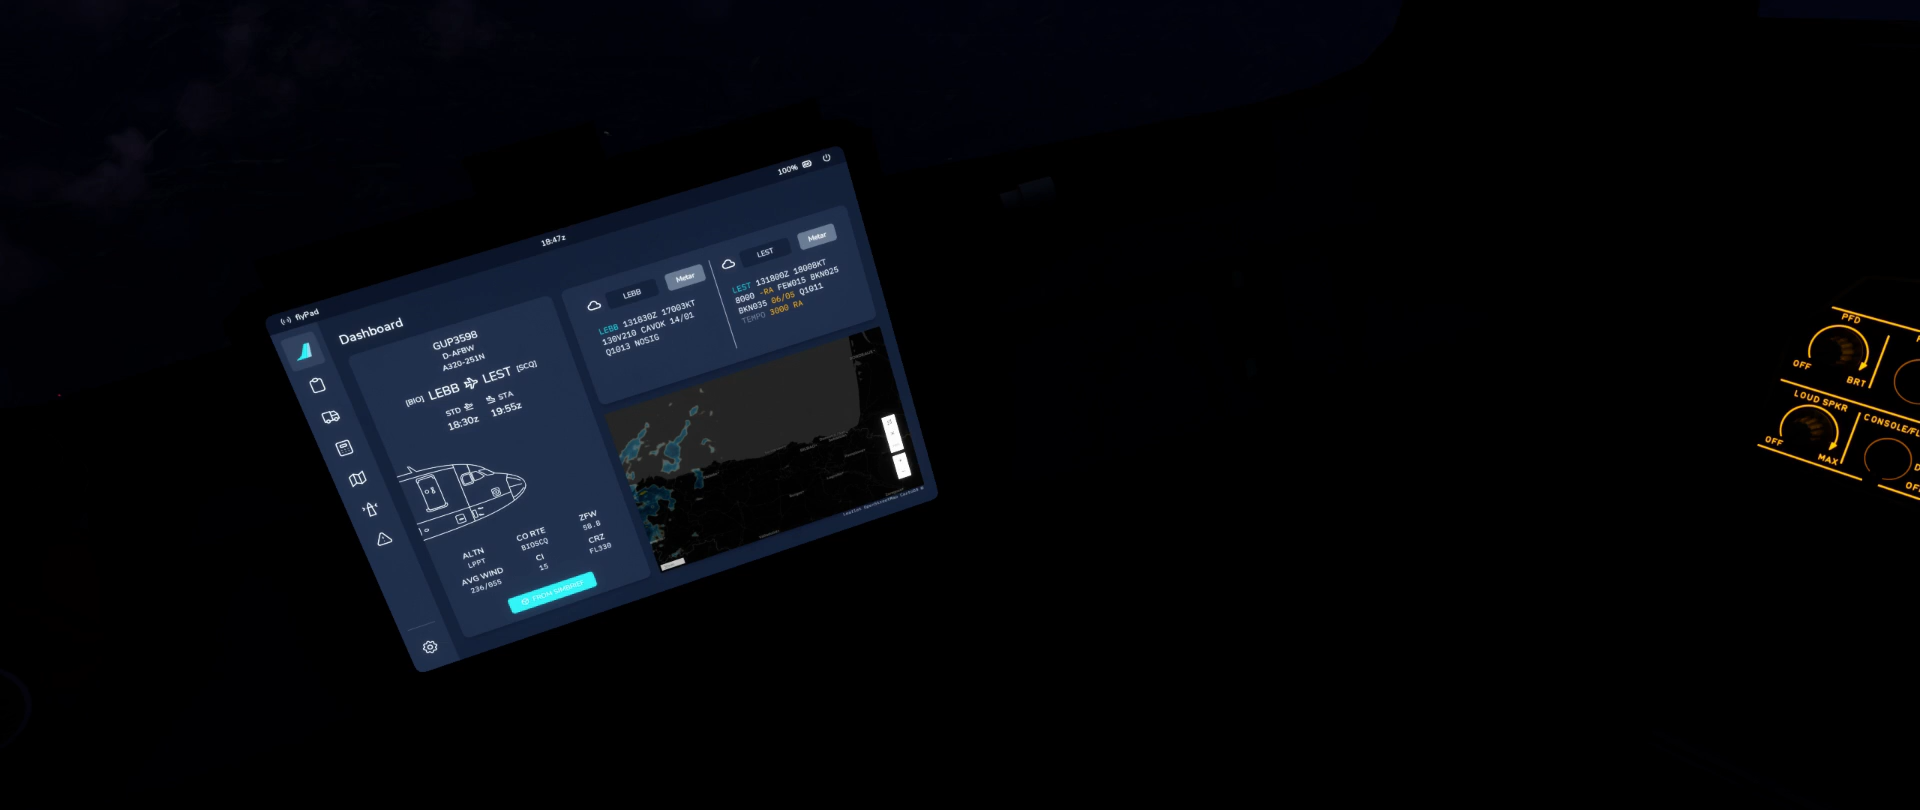 100%
18:47z
flyPad
Dashboard
GUP3598
D-AFBW
A320-251N
[BIO] LEBB LEST [SCQ]
STD STA
18:30z 19:55z
ALTN
LPPT
CO RTE
BIOSCQ
ZFW
58.8
AVG WIND
236/055
CI
15
CRZ
FL330
FROM SIMBRIEF
LEBB
Metar
LEBB 131830Z 17003KT
130V210 CAVOK 14/01
Q1013 NOSIG
LEST
Metar
LEST 131800Z 18008KT
8000 -RA FEW015 BKN025
BKN035 06/05 Q1011
TEMPO 3000 RA
PFD
OFF
BRT
LOUD SPKR
OFF
MAX
CONSOLE/FL